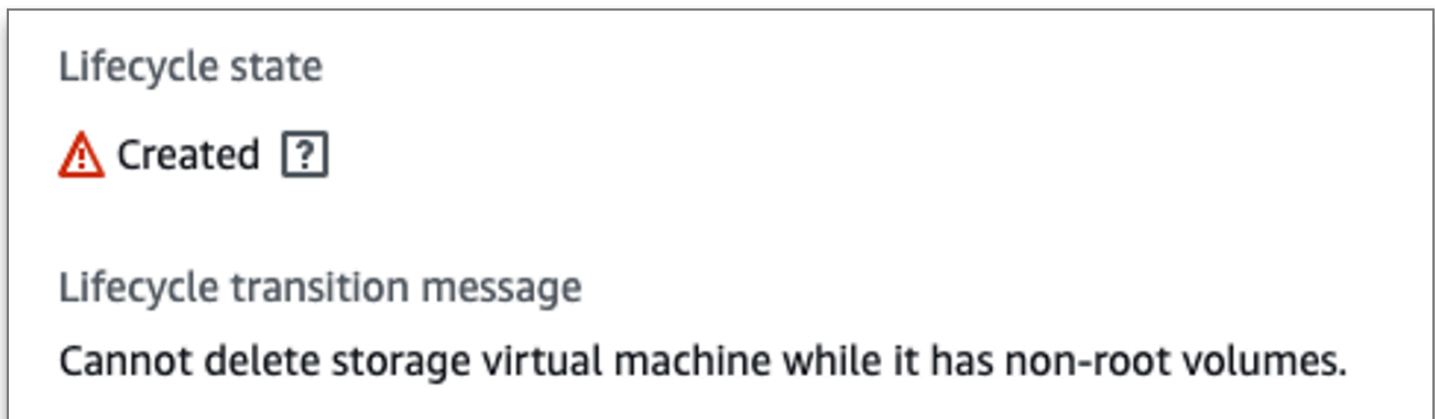 Lifecycle state
Created ?
Lifecycle transition message
Cannot delete storage virtual machine while it has non-root volumes.